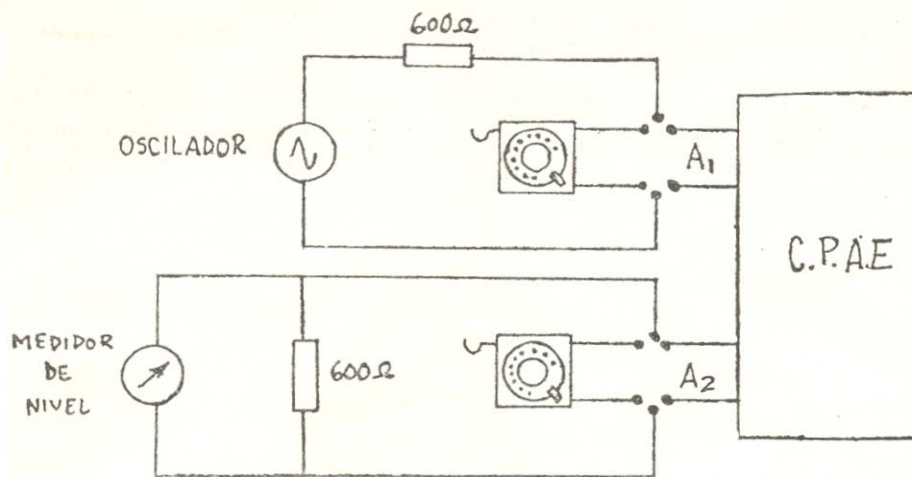 600Ω
OSCILADOR
A1
C.P.A.E
MEDIDOR
DE
NIVEL
600Ω
A2